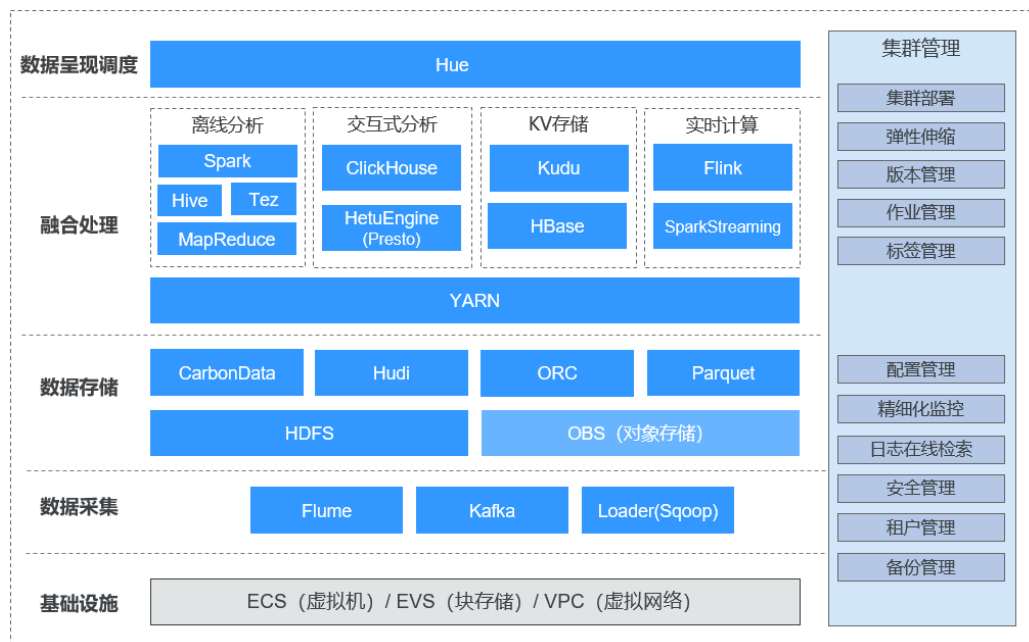 数据呈现调度
Hue
融合处理
离线分析
Spark
Hive
Tez
MapReduce
交互式分析
ClickHouse
HetuEngine
(Presto)
KV存储
Kudu
HBase
实时计算
Flink
SparkStreaming
YARN
数据存储
CarbonData
Hudi
ORC
Parquet
HDFS
OBS（对象存储）
数据采集
Flume
Kafka
Loader(Sqoop)
基础设施
ECS（虚拟机）/ EVS（块存储）/ VPC（虚拟网络）
集群管理
集群部署
弹性伸缩
版本管理
作业管理
标签管理
配置管理
精细化监控
日志在线检索
安全管理
租户管理
备份管理